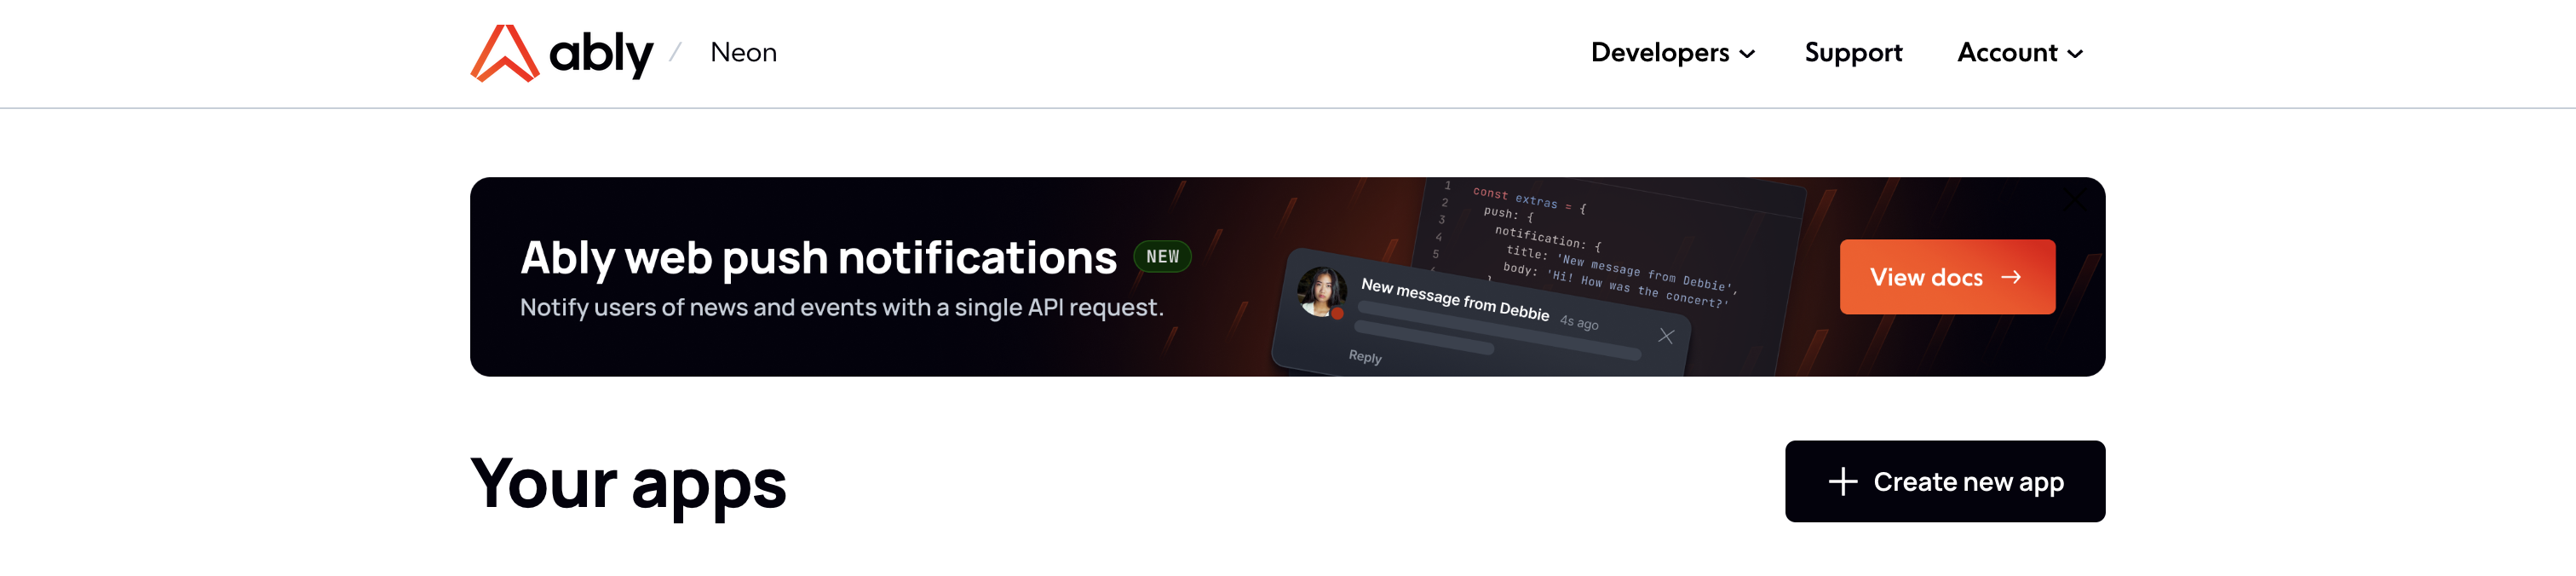 ably / Neon
Developers
Support
Account
Ably web push notifications NEW
Notify users of news and events with a single API request.
1 const extras = {
2 push: {
3 notification: {
4 title: 'New message from Debbie',
5 body: 'Hi! How was the concert?'
}
New message from Debbie 4s ago
Reply
View docs
Your apps
Create new app